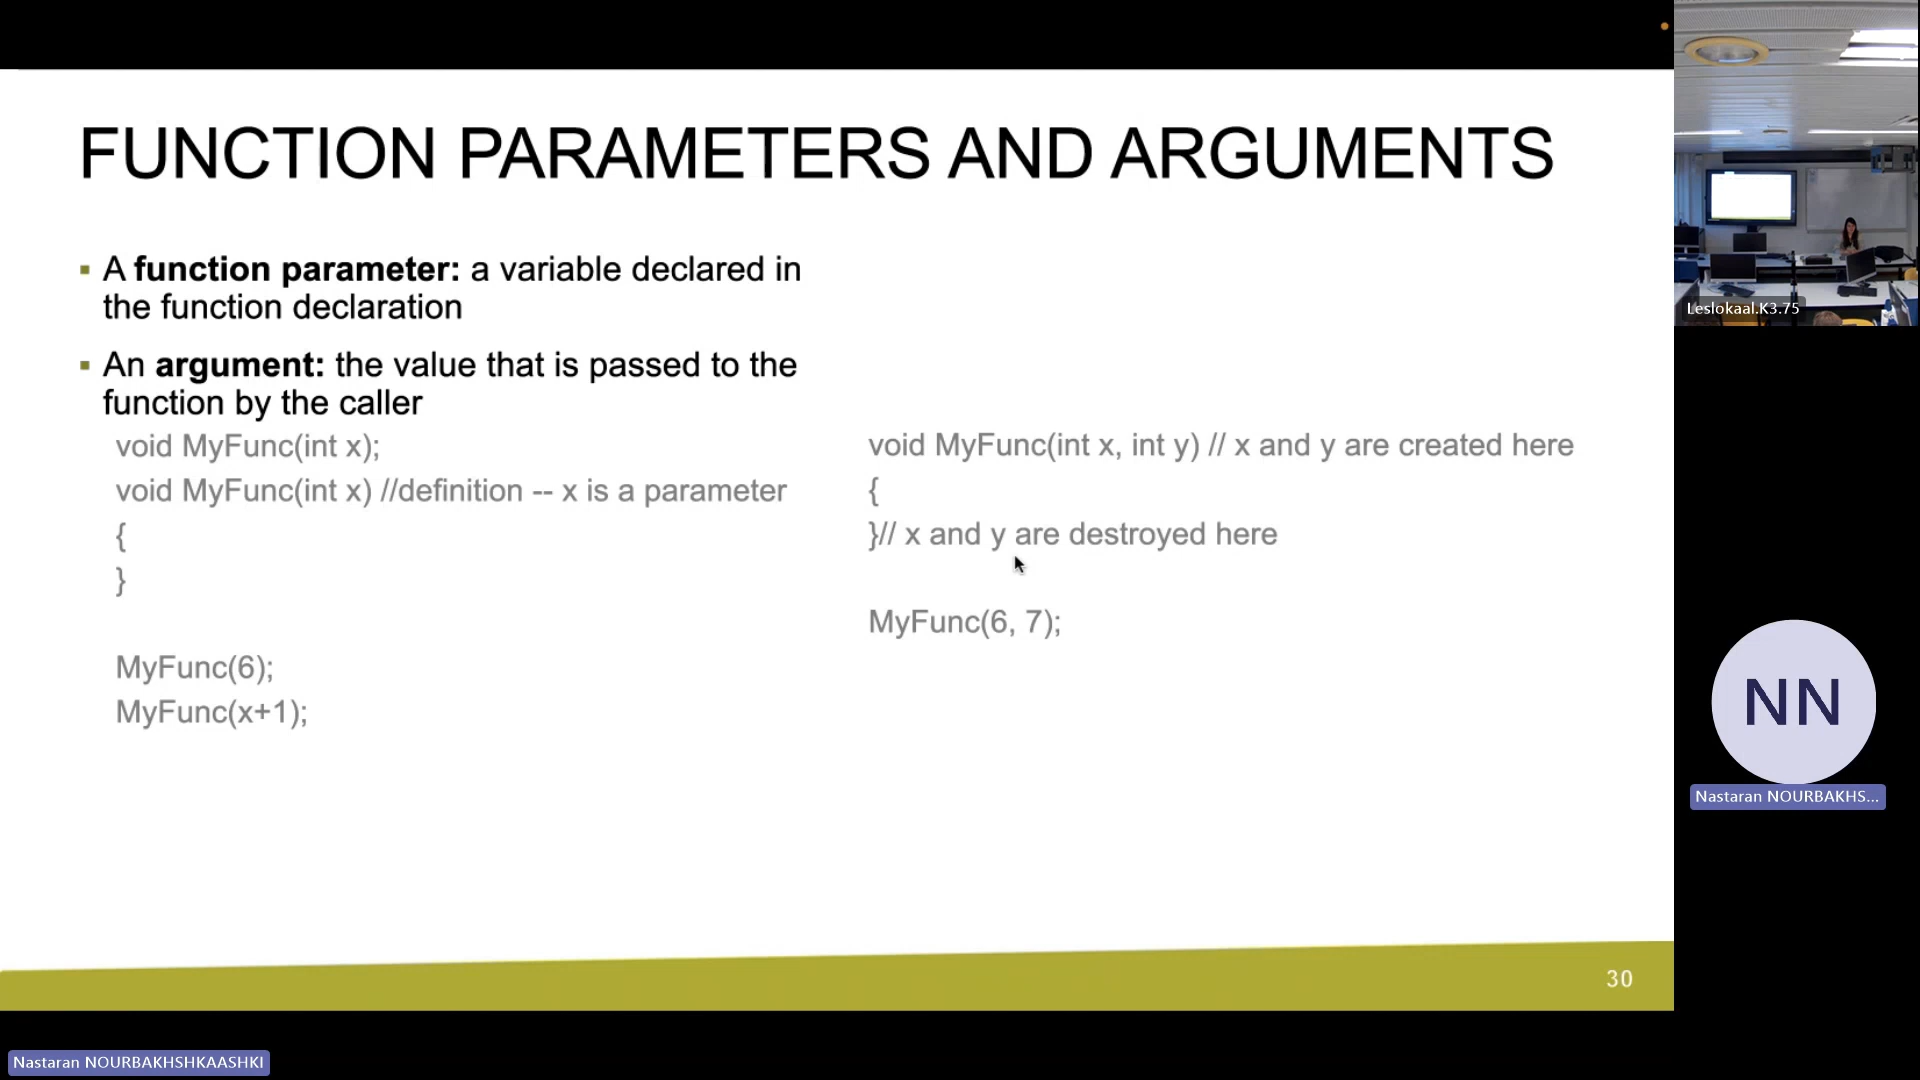 FUNCTION PARAMETERS AND ARGUMENTS
A function parameter: a variable declared in
the function declaration
An argument: the value that is passed to the
function by the caller
void MyFunc(int x);
void MyFunc(int x) //definition -- x is a parameter
{
}
MyFunc(6);
MyFunc(x+1);
void MyFunc(int x, int y) // x and y are created here
{
}// x and y are destroyed here
MyFunc(6, 7);
30
Leslokaal.K3.75
NN
Nastaran NOURBAKHS...
Nastaran NOURBAKHSHKAASHKI